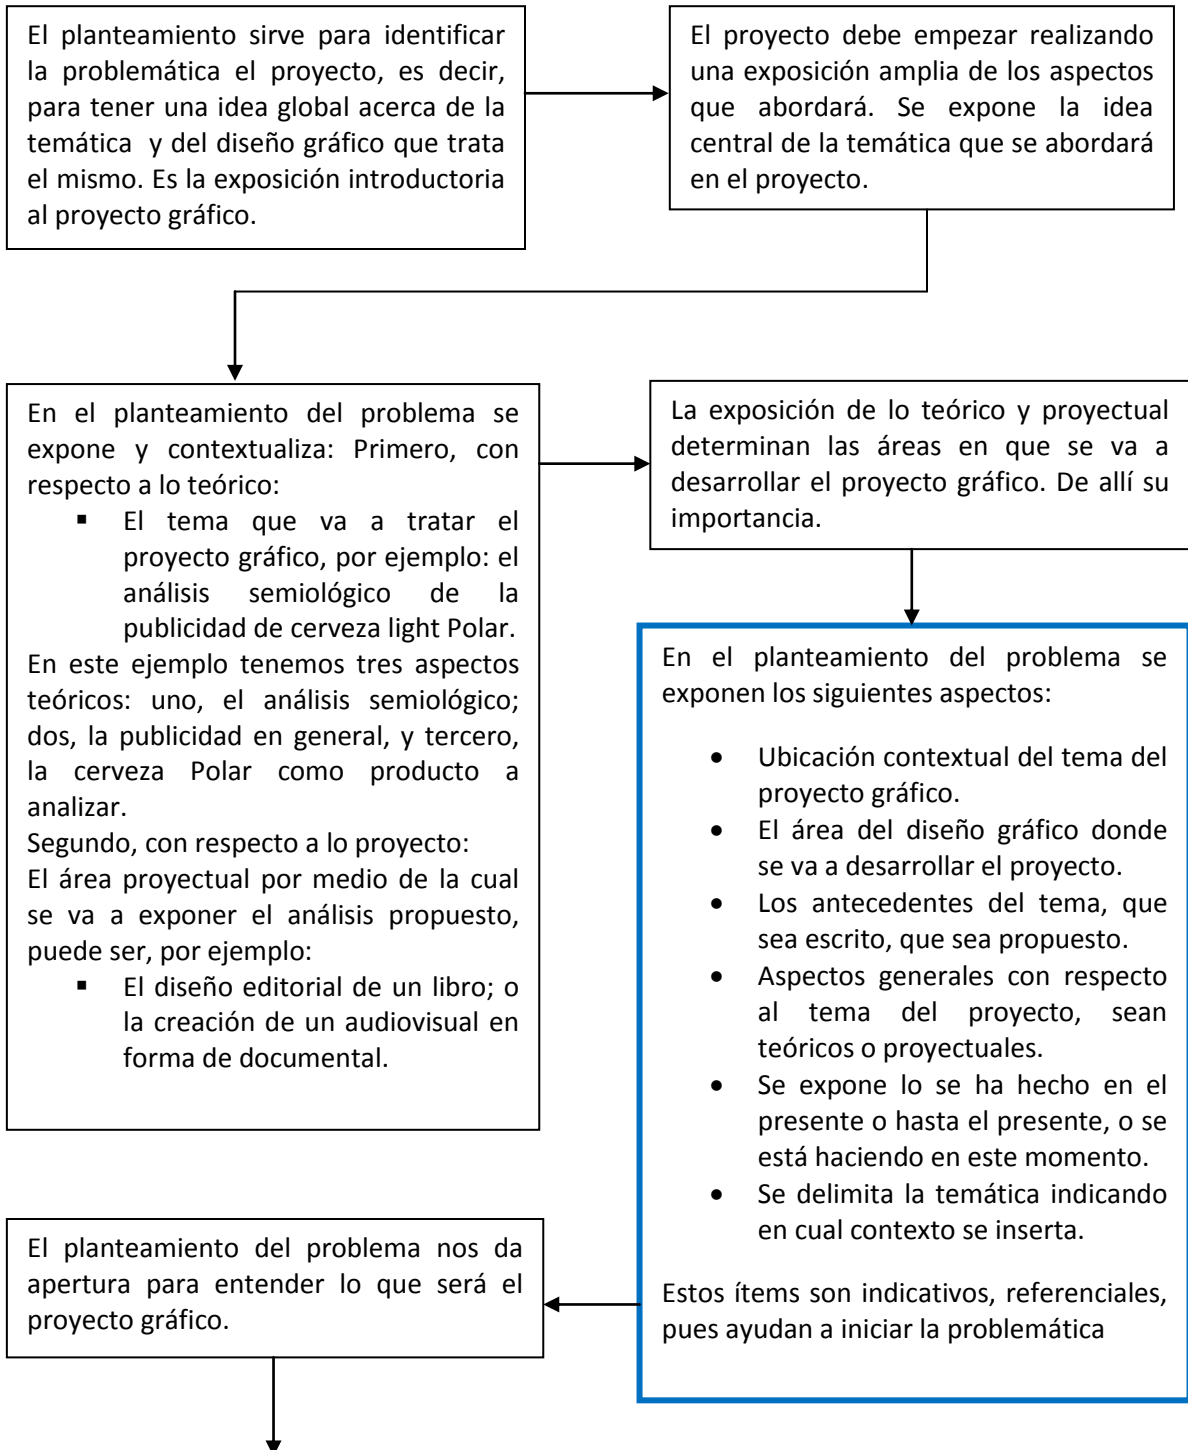 El planteamiento sirve para identificar
la problemática el proyecto, es decir,
para tener una idea global acerca de la
temática y del diseño gráfico que trata
el mismo. Es la exposición introductoria
al proyecto gráfico.
El proyecto debe empezar realizando
una exposición amplia de los aspectos
que abordará. Se expone la idea
central de la temática que se abordará
en el proyecto.
En el planteamiento del problema se
expone y contextualiza: Primero, con
respecto a lo teórico:
▪ El tema que va a tratar el
proyecto gráfico, por ejemplo: el
análisis semiológico de la
publicidad de cerveza light Polar.
En este ejemplo tenemos tres aspectos
teóricos: uno, el análisis semiológico;
dos, la publicidad en general, y tercero,
la cerveza Polar como producto a
analizar.
Segundo, con respecto a lo proyecto:
El área proyectual por medio de la cual
se va a exponer el análisis propuesto,
puede ser, por ejemplo:
▪ El diseño editorial de un libro; o
la creación de un audiovisual en
forma de documental.
La exposición de lo teórico y proyectual
determinan las áreas en que se va a
desarrollar el proyecto gráfico. De allí su
importancia.
En el planteamiento del problema se
exponen los siguientes aspectos:
• Ubicación contextual del tema del
proyecto gráfico.
• El área del diseño gráfico donde
se va a desarrollar el proyecto.
• Los antecedentes del tema, que
sea escrito, que sea propuesto.
• Aspectos generales con respecto
al tema del proyecto, sean
teóricos o proyectuales.
• Se expone lo se ha hecho en el
presente o hasta el presente, o se
está haciendo en este momento.
• Se delimita la temática indicando
en cual contexto se inserta.
Estos ítems son indicativos, referenciales,
pues ayudan a iniciar la problemática
El planteamiento del problema nos da
apertura para entender lo que será el
proyecto gráfico.